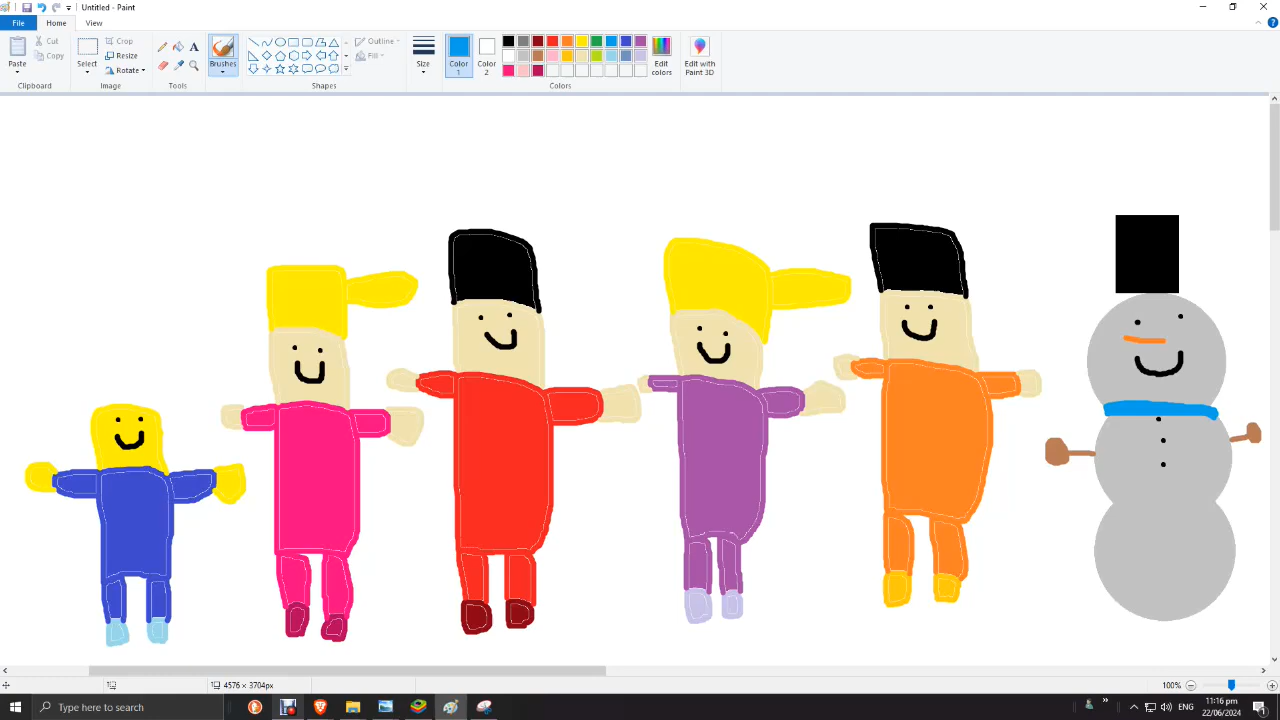 Untitled - Paint
File Home View
Paste
Cut
Copy
Clipboard
Select
Crop
Resize
Rotate
Image
A
Tools
Brushes
Shapes
Outline
Fill
Size
Color 1
Color 2
Edit colors
Colors
Edit with Paint 3D
4576 × 3704px
100%
Type here to search
ENG
11:16 pm
22/06/2024
1